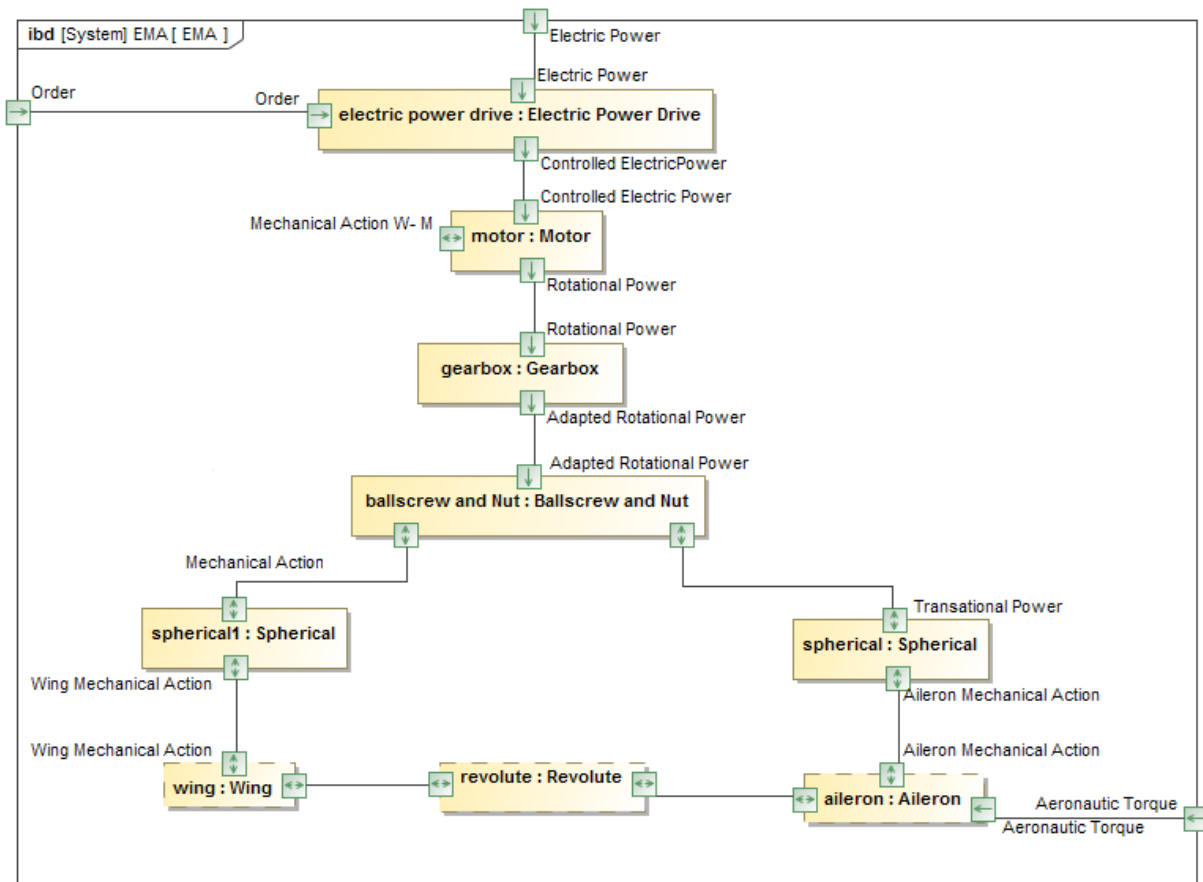 ibd [System] EMA [ EMA ]
Electric Power
Electric Power
Order
Order
electric power drive : Electric Power Drive
Controlled ElectricPower
Controlled Electric Power
Mechanical Action W- M
motor : Motor
Rotational Power
Rotational Power
gearbox : Gearbox
Adapted Rotational Power
Adapted Rotational Power
ballscrew and Nut : Ballscrew and Nut
Mechanical Action
Transational Power
spherical1 : Spherical
spherical : Spherical
Wing Mechanical Action
Aileron Mechanical Action
Wing Mechanical Action
Aileron Mechanical Action
wing : Wing
revolute : Revolute
aileron : Aileron
Aeronautic Torque
Aeronautic Torque